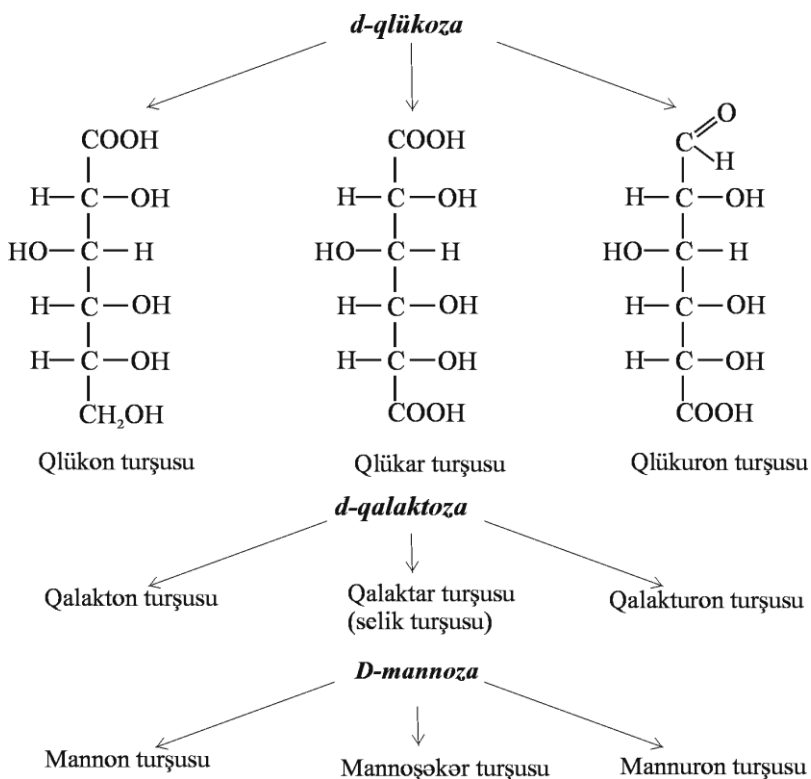 d-qlükoza
COOH COOH C O H
H C OH H C OH H C OH
HO C H HO C H HO C H
H C OH H C OH H C OH
H C OH H C OH H C OH
CH₂OH COOH COOH
Qlükon turşusu Qlükar turşusu Qlükuron turşusu
d-qalaktoza
Qalakton turşusu Qalaktar turşusu Qalakturon turşusu
(selik turşusu)
D-mannoza
Mannon turşusu Mannoşəkər turşusu Mannuron turşusu